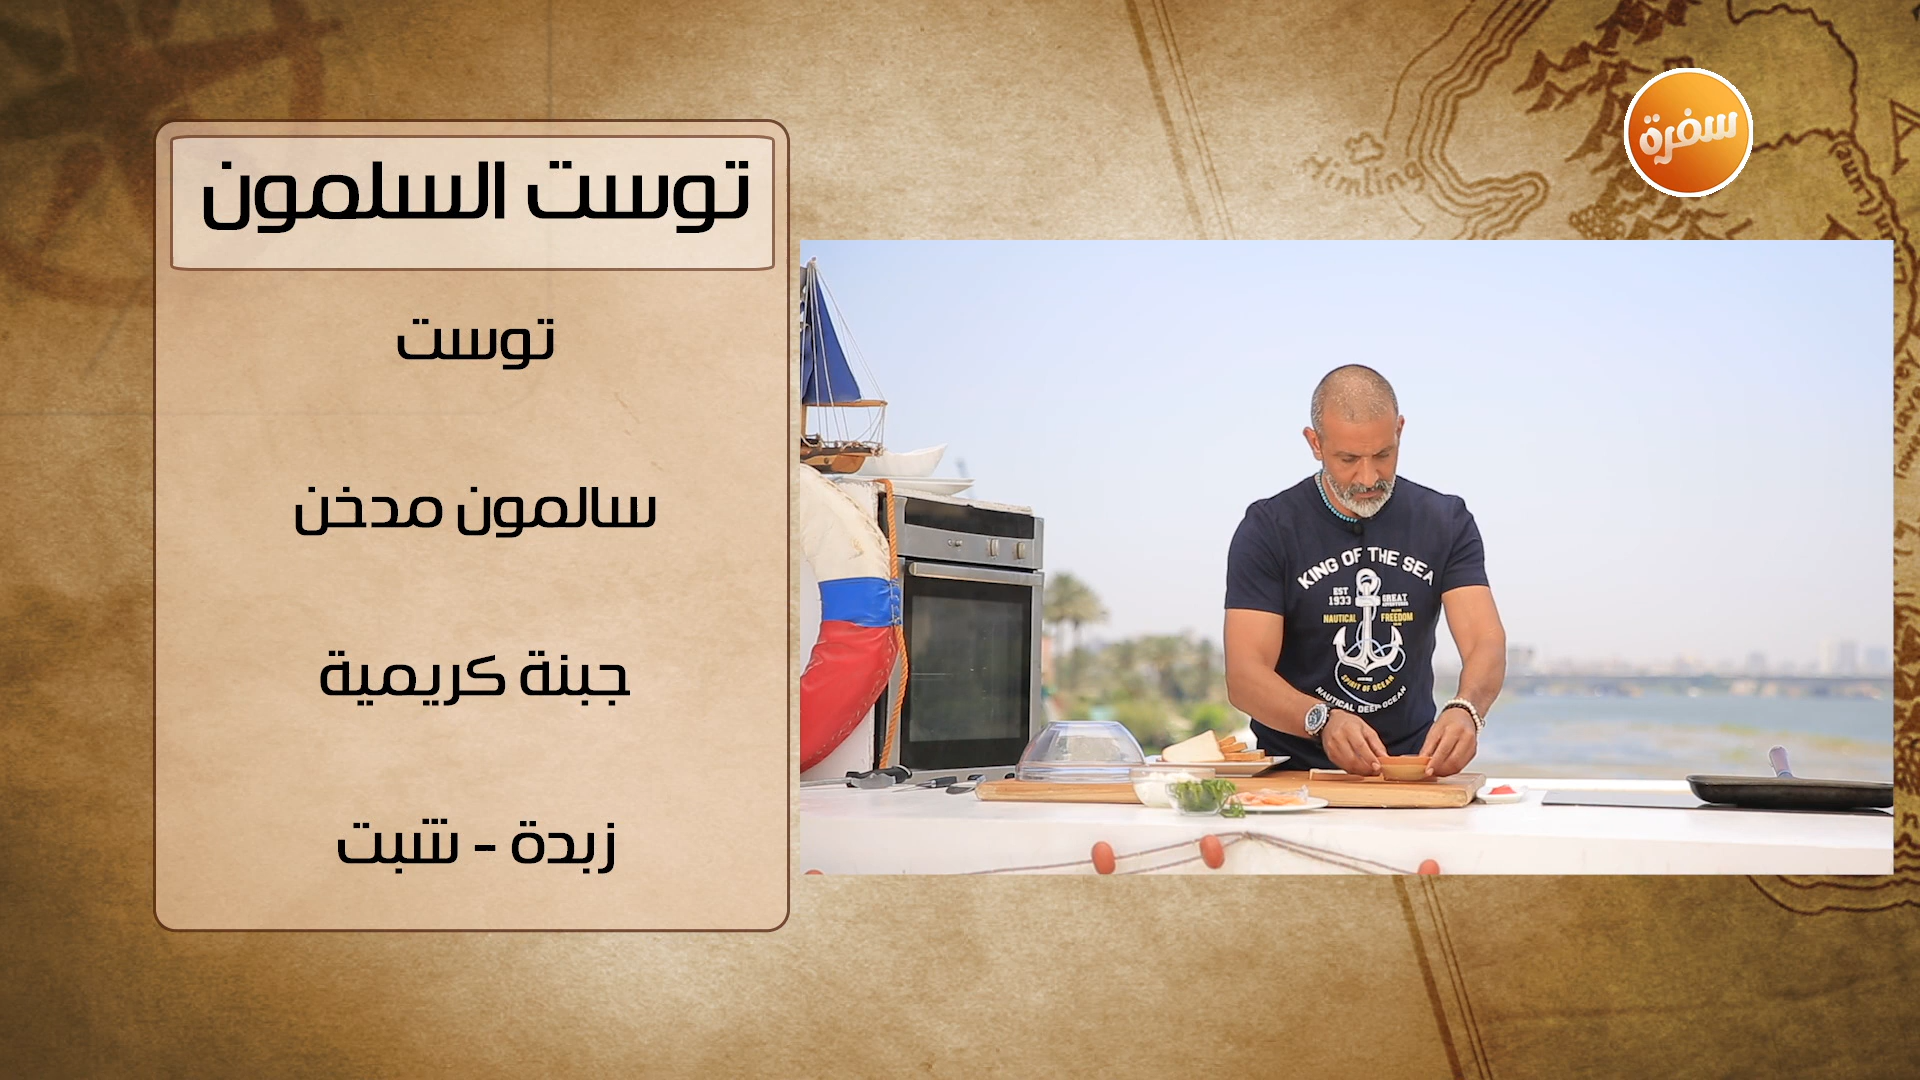 سفرة
توست السلمون
توست
سالمون مدخن
جبنة كريمية
زبدة - شبت
Himling
KING OF THE SEA
EST
1933
GREAT
NAUTICAL
FREEDOM
SPIRIT OF OCEAN
NAUTICAL DEEP OCEAN